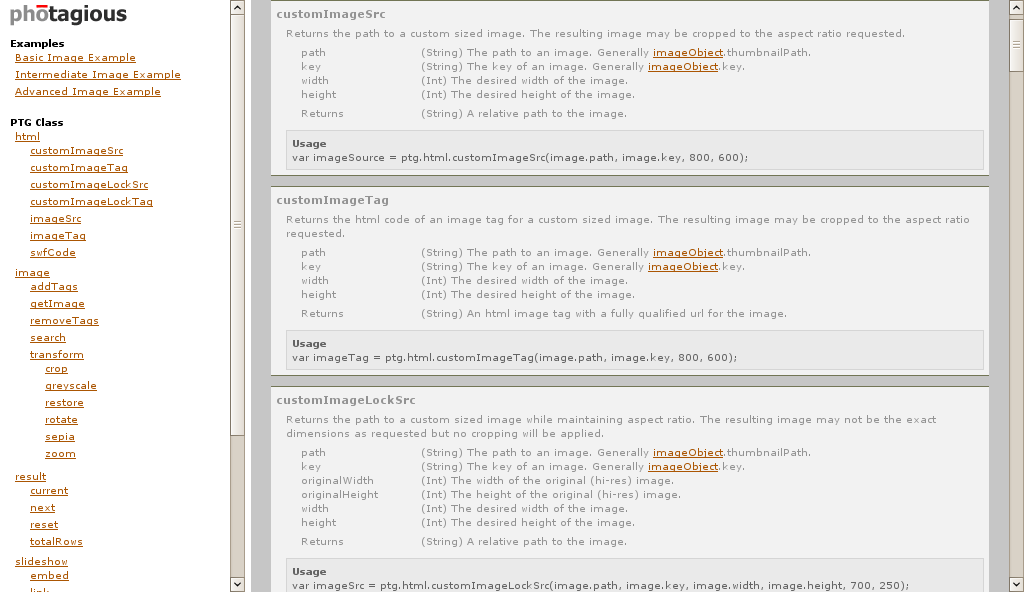 photagious
Examples
Basic Image Example
Intermediate Image Example
Advanced Image Example
PTG Class
html
customImageSrc
customImageTag
customImageLockSrc
customImageLockTag
imageSrc
imageTag
swfCode
image
addTags
getImage
removeTags
search
transform
crop
greyscale
restore
rotate
sepia
zoom
result
current
next
reset
totalRows
slideshow
embed
link
customImageSrc
Returns the path to a custom sized image. The resulting image may be cropped to the aspect ratio requested.
path (String) The path to an image. Generally imageObject.thumbnailPath.
key (String) The key of an image. Generally imageObject.key.
width (Int) The desired width of the image.
height (Int) The desired height of the image.
Returns (String) A relative path to the image.
Usage
var imageSource = ptg.html.customImageSrc(image.path, image.key, 800, 600);
customImageTag
Returns the html code of an image tag for a custom sized image. The resulting image may be cropped to the aspect ratio
requested.
path (String) The path to an image. Generally imageObject.thumbnailPath.
key (String) The key of an image. Generally imageObject.key.
width (Int) The desired width of the image.
height (Int) The desired height of the image.
Returns (String) An html image tag with a fully qualified url for the image.
Usage
var imageTag = ptg.html.customImageTag(image.path, image.key, 800, 600);
customImageLockSrc
Returns the path to a custom sized image while maintaining aspect ratio. The resulting image may not be the exact
dimensions as requested but no cropping will be applied.
path (String) The path to an image. Generally imageObject.thumbnailPath.
key (String) The key of an image. Generally imageObject.key.
originalWidth (Int) The width of the original (hi-res) image.
originalHeight (Int) The height of the original (hi-res) image.
width (Int) The desired width of the image.
height (Int) The desired height of the image.
Returns (String) A relative path to the image.
Usage
var imageSrc = ptg.html.customImageLockSrc(image.path, image.key, image.width, image.height, 700, 250);